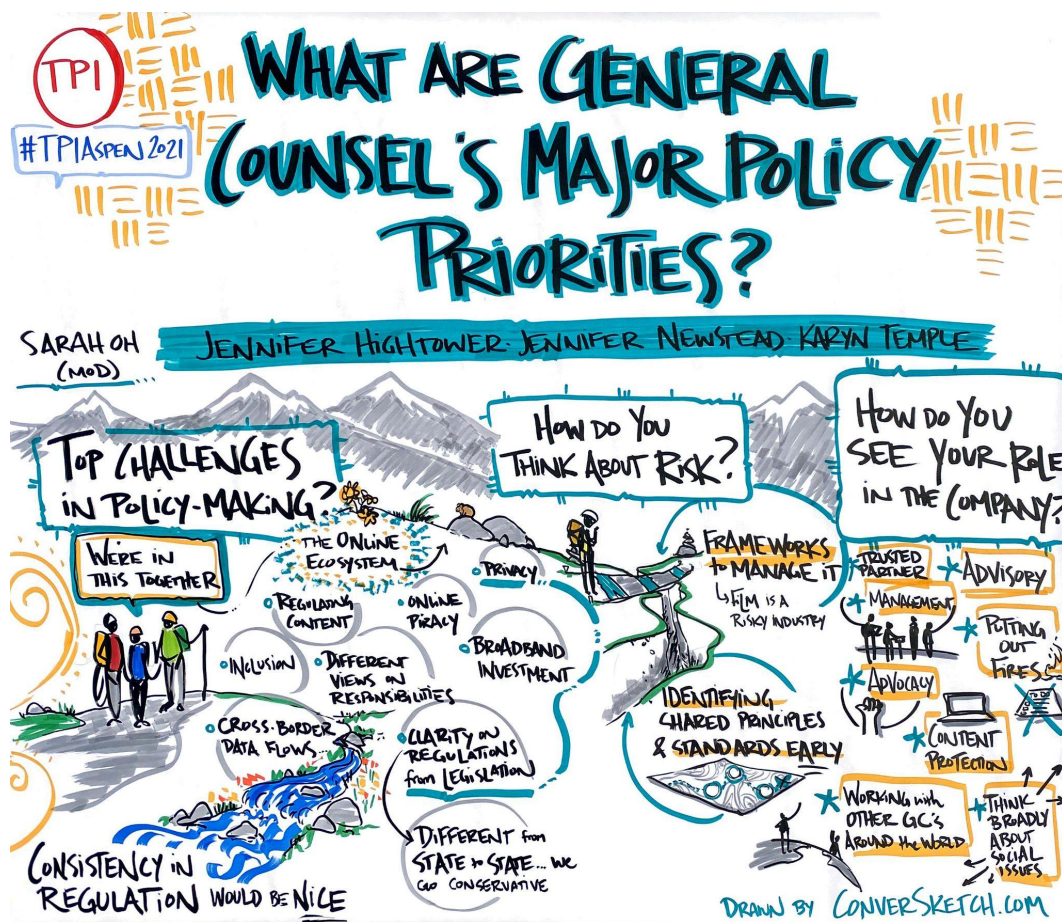 TPI
#TPIASPEN 2021
WHAT ARE GENERAL
COUNSEL'S MAJOR POLICY
PRIORITIES?
SARAH OH
(MOD)
JENNIFER HIGHTOWER · JENNIFER NEWSTEAD · KARYN TEMPLE
TOP CHALLENGES
IN POLICY-MAKING?
WE'RE IN
THIS TOGETHER
THE ONLINE
ECOSYSTEM
PRIVACY
REGULATING
CONTENT
ONLINE
PIRACY
INCLUSION
DIFFERENT
VIEWS ON
RESPONSIBILITIES
BROADBAND
INVESTMENT
CROSS-BORDER
DATA FLOWS...
CLARITY ON
REGULATIONS
from LEGISLATION
DIFFERENT from
STATE to STATE... WE
GO CONSERVATIVE
CONSISTENCY IN
REGULATION WOULD BE NICE
HOW DO YOU
THINK ABOUT RISK?
FRAMEWORKS
to MANAGE IT
FILM IS A
RISKY INDUSTRY
IDENTIFYING
SHARED PRINCIPLES
& STANDARDS EARLY
HOW DO YOU
SEE YOUR ROLE
IN THE COMPANY?
TRUSTED
PARTNER
ADVISORY
MANAGEMENT
PUTTING
OUT
FIRES
ADVOCACY
CONTENT
PROTECTION
WORKING with
OTHER GC'S
AROUND the WORLD
THINK
BROADLY
ABOUT
SOCIAL
ISSUES
DRAWN BY CONVERSKETCH.COM